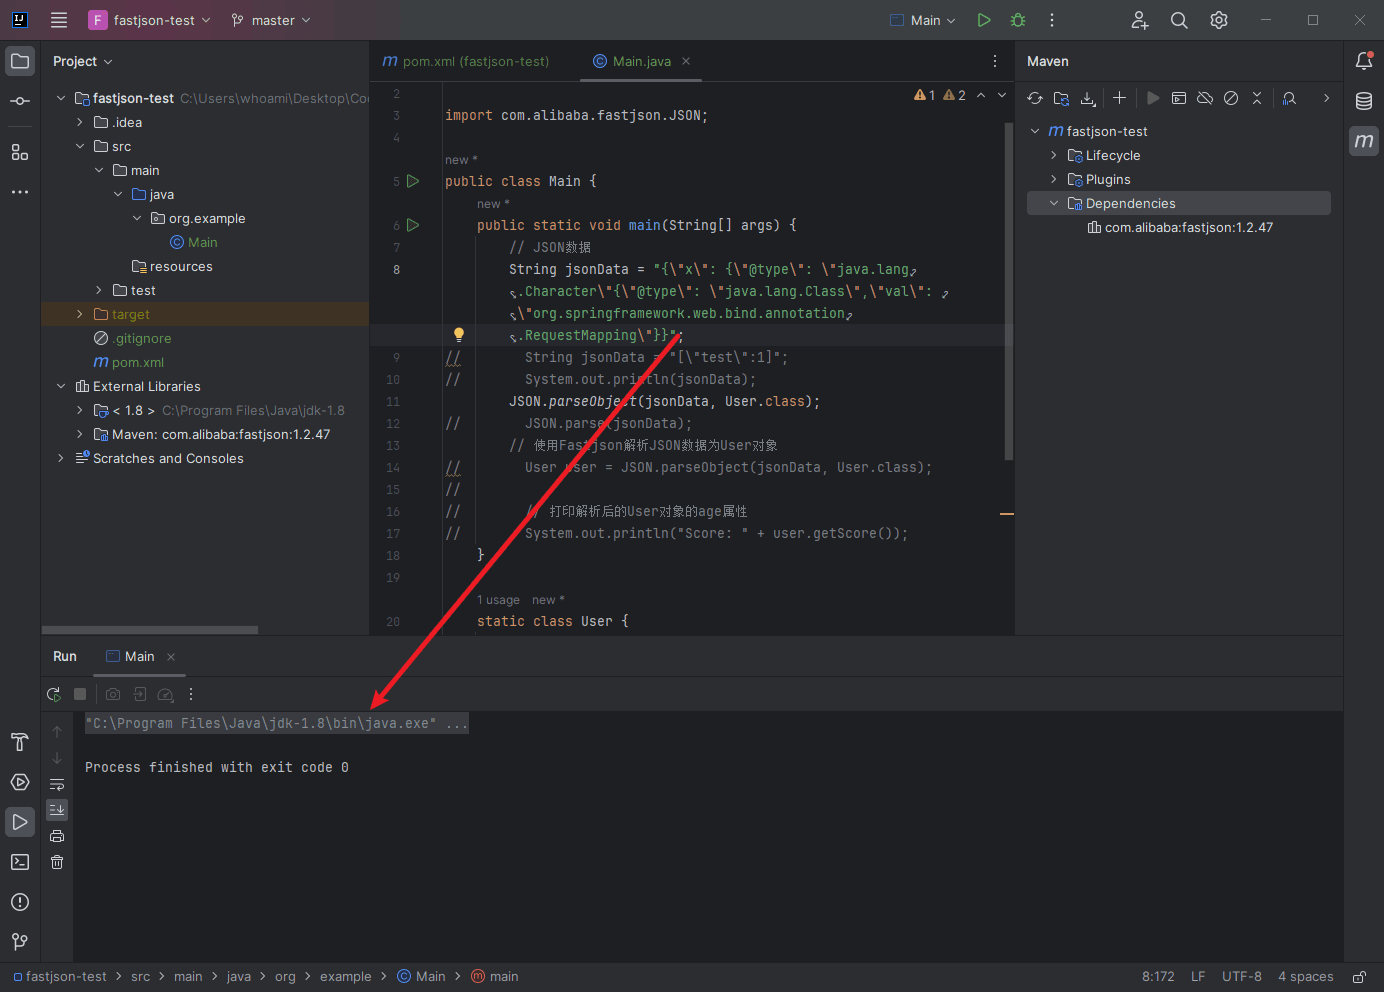 F fastjson-test
master
Main
Project
pom.xml (fastjson-test)
Main.java
Maven
fastjson-test C:\Users\whoami\Desktop\Co
.idea
src
main
java
org.example
Main
resources
test
target
.gitignore
pom.xml
External Libraries
< 1.8 > C:\Program Files\Java\jdk-1.8
Maven: com.alibaba:fastjson:1.2.47
Scratches and Consoles
1 2
2
3 import com.alibaba.fastjson.JSON;
4
new *
5 public class Main {
new *
6 public static void main(String[] args) {
7 // JSON数据
8 String jsonData = "{\"x\": {\"@type\": \"java.lang
.Character\"{\"@type\": \"java.lang.Class\",\"val\":
\"org.springframework.web.bind.annotation
.RequestMapping\"}}";
9 // String jsonData = "[\"test\":1]";
10 // System.out.println(jsonData);
11 JSON.parseObject(jsonData, User.class);
12 // JSON.parse(jsonData);
13 // 使用Fastjson解析JSON数据为User对象
14 // User user = JSON.parseObject(jsonData, User.class);
15 //
16 // // 打印解析后的User对象的age属性
17 // System.out.println("Score: " + user.getScore());
18 }
19
1 usage new *
20 static class User {
fastjson-test
Lifecycle
Plugins
Dependencies
com.alibaba:fastjson:1.2.47
Run
Main
"C:\Program Files\Java\jdk-1.8\bin\java.exe" ...
Process finished with exit code 0
fastjson-test > src > main > java > org > example > Main > main
8:172 LF UTF-8 4 spaces